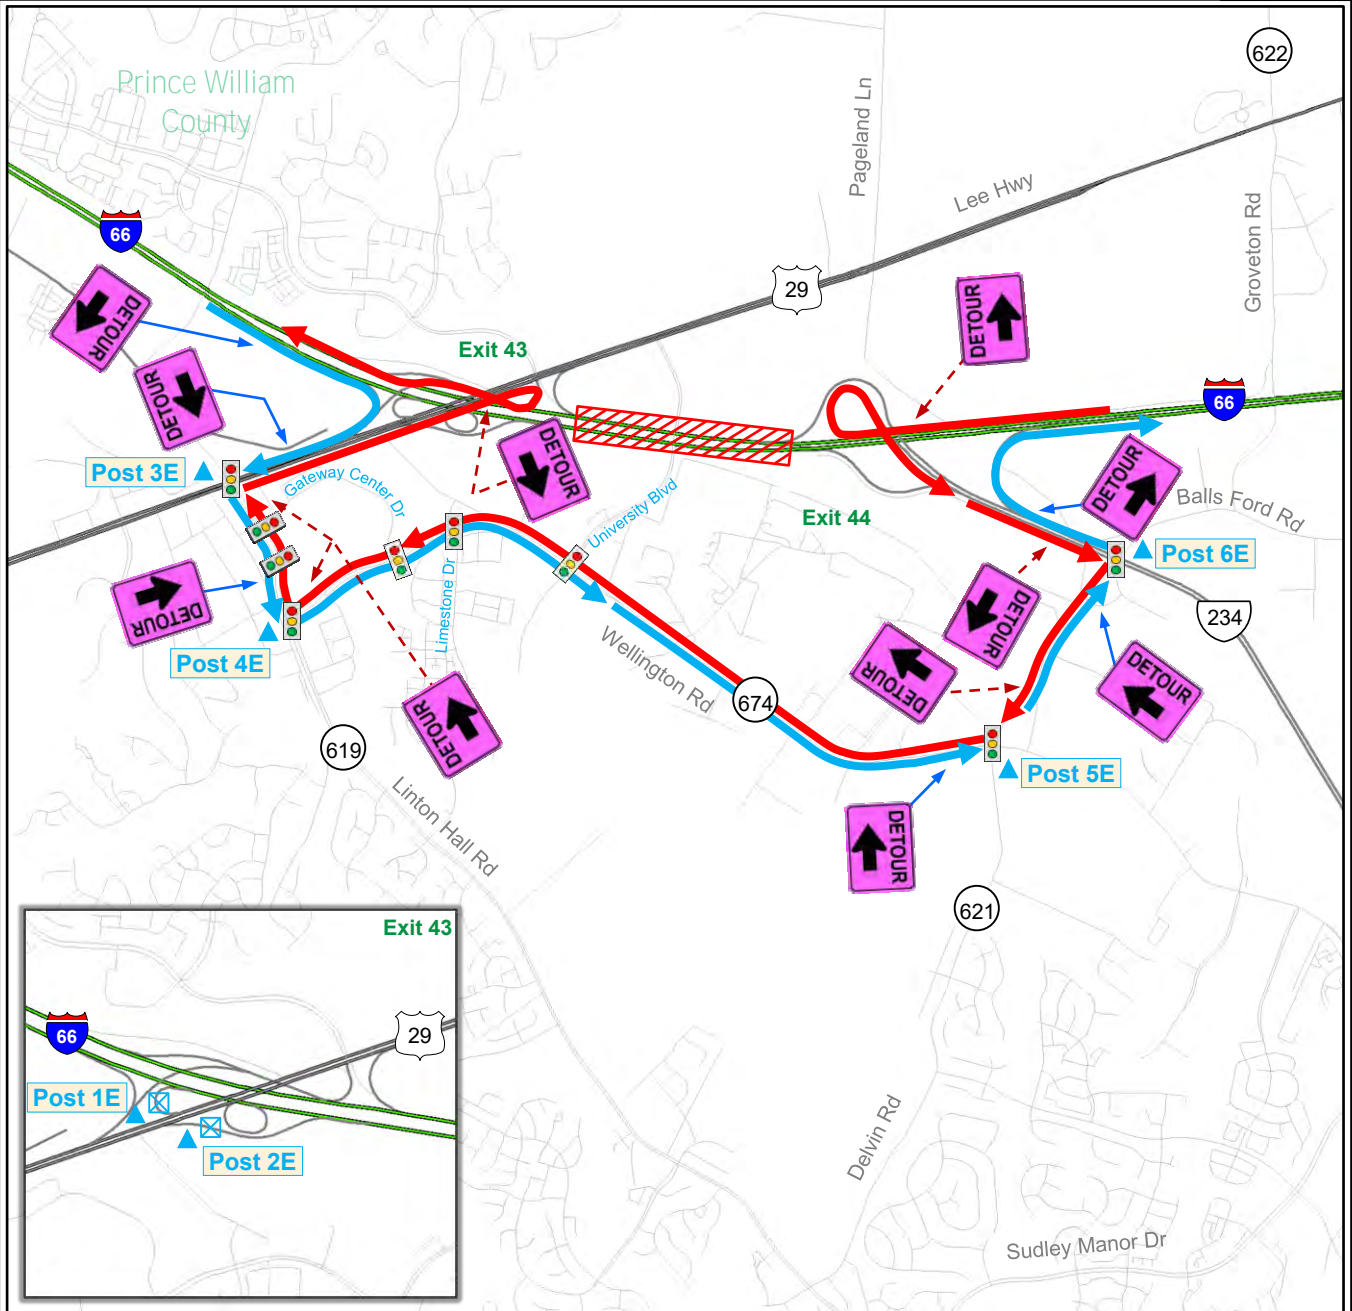 622
Prince William
County
Pageland Ln
Lee Hwy
Groveton Rd
66
29
DETOUR
DETOUR
Exit 43
DETOUR
66
DETOUR
Post 3E
Gateway Center Dr
DETOUR
University Blvd
Exit 44
DETOUR
Balls Ford Rd
Post 6E
DETOUR
Limestone Dr
DETOUR
234
Post 4E
Wellington Rd
DETOUR
DETOUR
674
DETOUR
619
Post 5E
Linton Hall Rd
DETOUR
621
Exit 43
66
29
Post 1E
Post 2E
Delvin Rd
Sudley Manor Dr